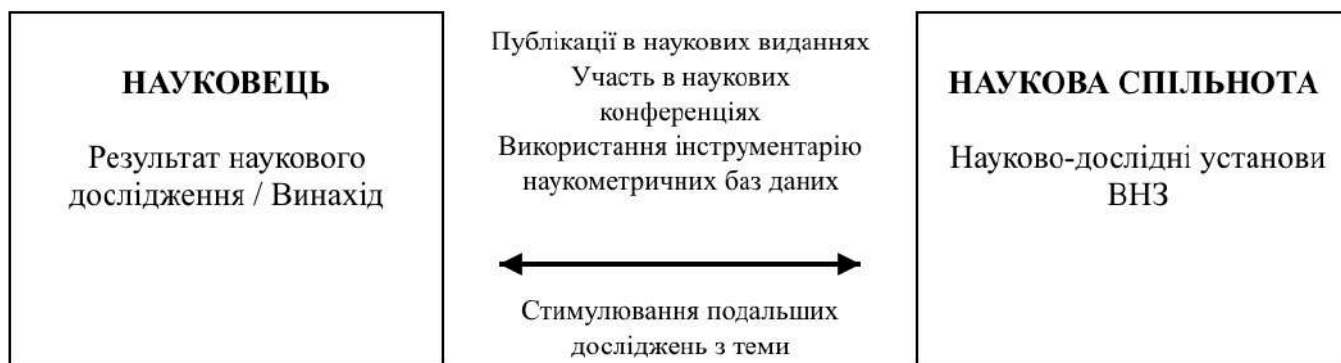 НАУКОВЕЦЬ
Результат наукового
дослідження / Винахід
Публікації в наукових виданнях
Участь в наукових
конференціях
Використання інструментарію
наукометричних баз даних
Стимулювання подальших
досліджень з теми
НАУКОВА СПІЛЬНОТА
Науково-дослідні установи
ВНЗ